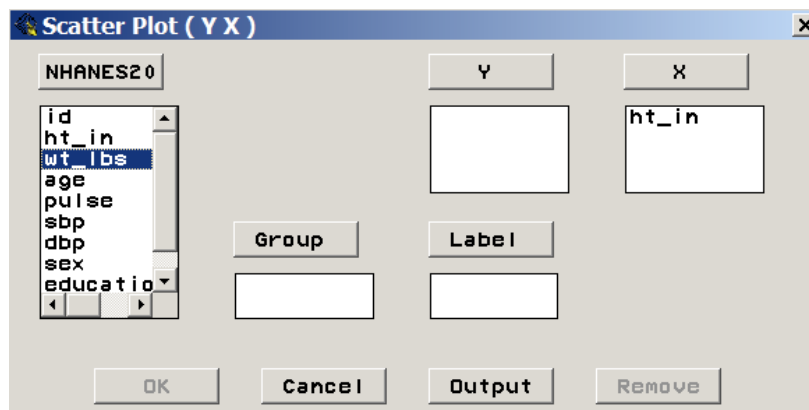 Scatter Plot ( Y X )
NHANES20
Y
X
id
ht_in
wt_lbs
age
pulse
sbp
dbp
sex
educatio
ht_in
Group
Label
OK
Cancel
Output
Remove